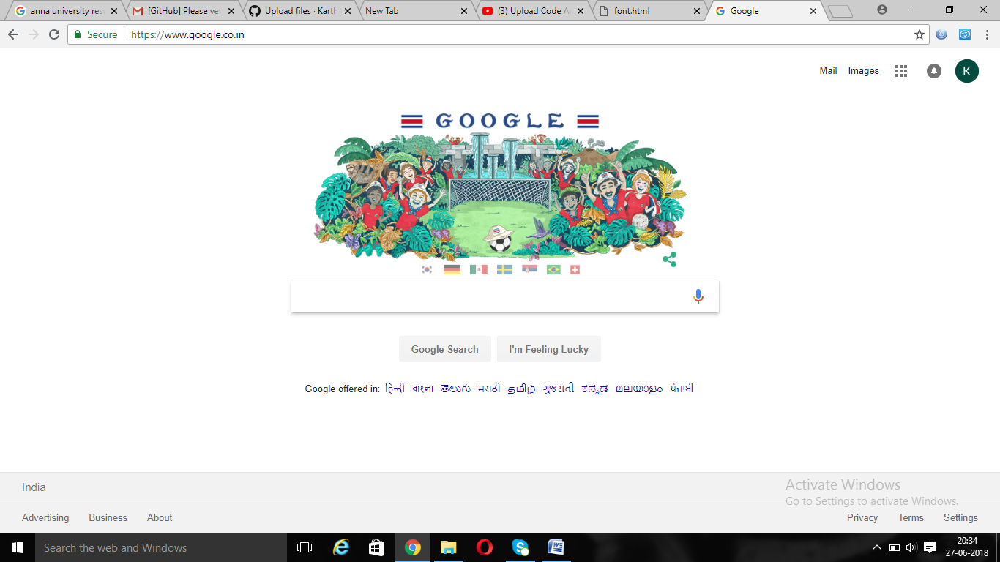 anna university resu
[GitHub] Please ver
Upload files · Karth
New Tab
(3) Upload Code A
font.html
Google
Secure
https://www.google.co.in
Mail Images K
GOOGLE
Google Search I'm Feeling Lucky
Google offered in: हिन्दी বাংলা తెలుగు मराठी தமிழ் ગુજરાતી ಕನ್ನಡ മലയാളം ਪੰਜਾਬੀ
India
Activate Windows
Go to Settings to activate Windows.
Advertising Business About
Privacy Terms Settings
Search the web and Windows
20:34
27-06-2018